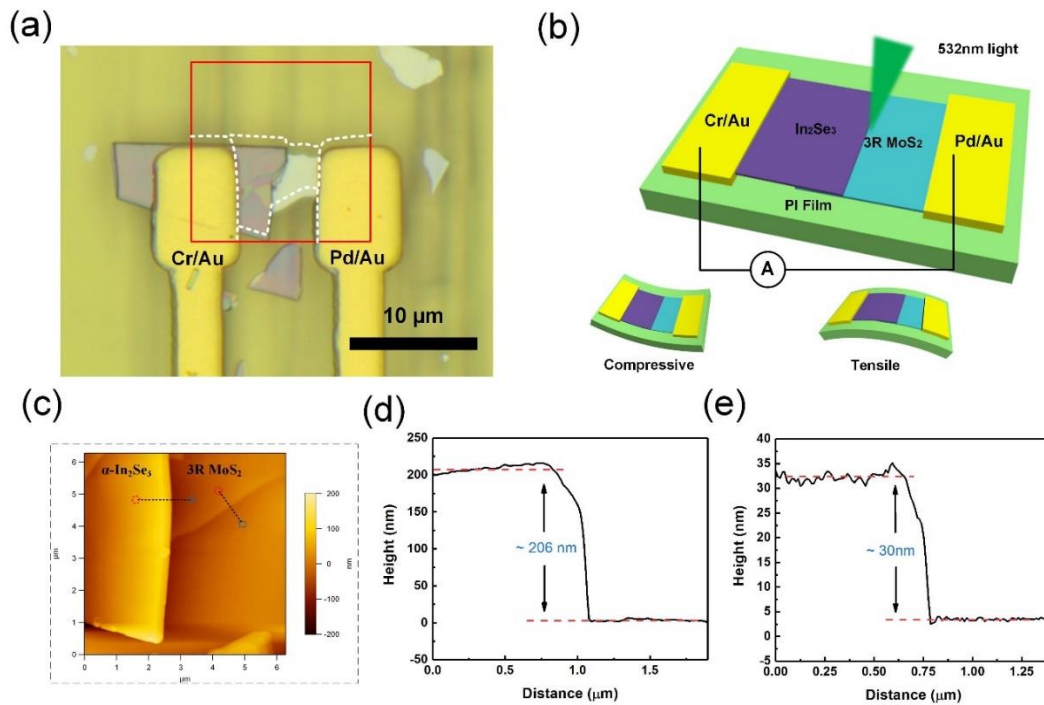 (a)
Cr/Au
Pd/Au
10 μm
(b)
532nm light
Cr/Au
In₂Se₃
3R MoS₂
Pd/Au
PI Film
A
Compressive
Tensile
(c)
α-In₂Se₃
3R MoS₂
6
5
4
3
2
1
0
μm
0
2
4
6
μm
200
100
0
-100
-200
nm
(d)
Height (nm)
250
200
150
100
50
0
-50
~ 206 nm
0.0
0.5
1.0
1.5
Distance (μm)
(e)
Height (nm)
40
35
30
25
20
15
10
5
0
-5
~ 30nm
0.00
0.25
0.50
0.75
1.00
1.25
Distance (μm)